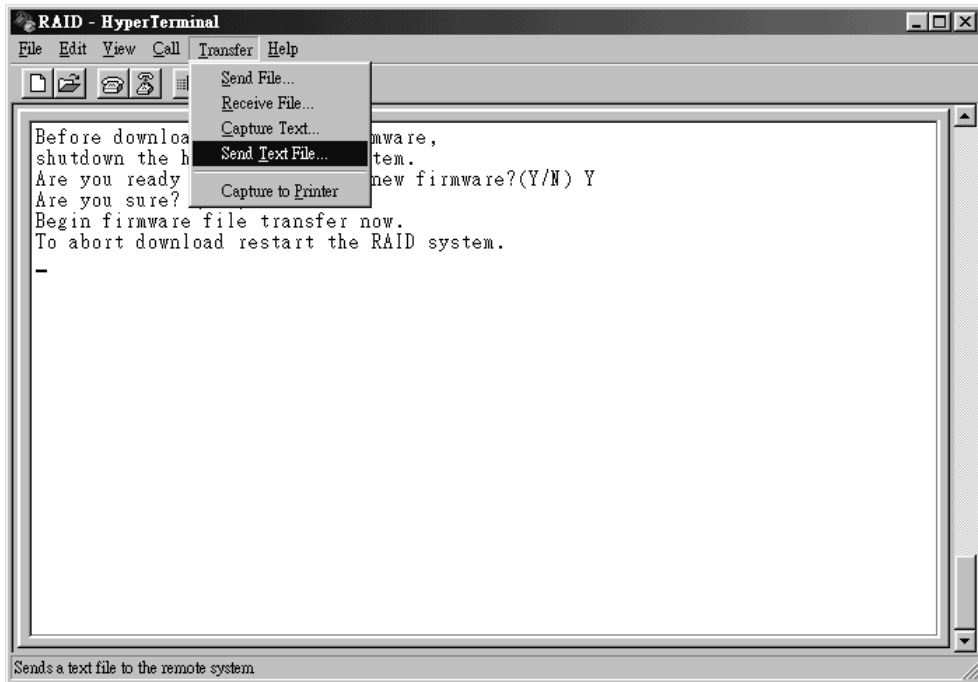 RAID - HyperTerminal
File Edit View Call Transfer Help
Send File...
Receive File...
Capture Text...
Send Text File...
Capture to Printer
Before downloa mware,
shutdown the h tem.
Are you ready new firmware?(Y/N) Y
Are you sure?
Begin firmware file transfer now.
To abort download restart the RAID system.
Sends a text file to the remote system